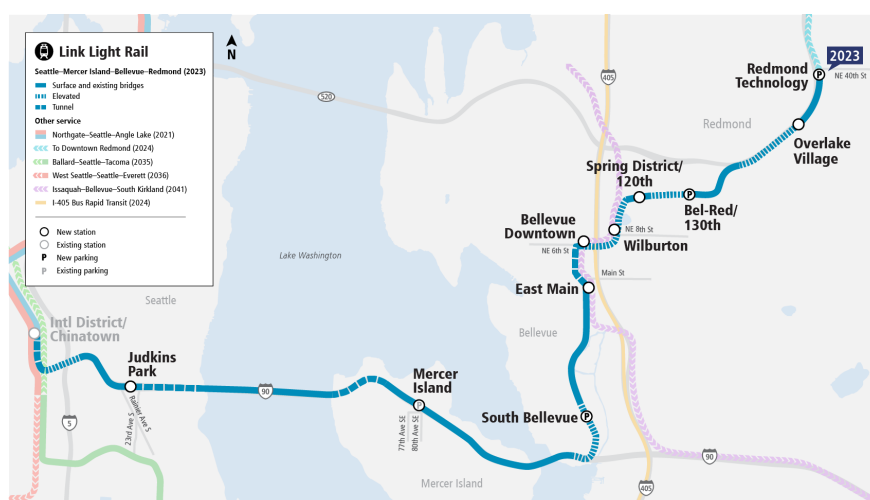 Link Light Rail
Seattle–Mercer Island–Bellevue–Redmond (2023)
Surface and existing bridges
Elevated
Tunnel
Other service
Northgate–Seattle–Angle Lake (2021)
To Downtown Redmond (2024)
Ballard–Seattle–Tacoma (2035)
West Seattle–Seattle–Everett (2036)
Issaquah–Bellevue–South Kirkland (2041)
I-405 Bus Rapid Transit (2024)
New station
Existing station
P New parking
P Existing parking
N
520
405
2023
Redmond
Technology
P
NE 40th St
Redmond
Overlake
Village
Spring District/
120th
P
Bel-Red/
130th
Bellevue
Downtown
NE 8th St
Wilburton
NE 6th St
Main St
East Main
Lake Washington
Seattle
Bellevue
Intl District/
Chinatown
Judkins
Park
Mercer
Island
P
90
South Bellevue
P
23rd Ave S
Rainier Ave S
5
77th Ave SE
80th Ave SE
90
Mercer Island
405